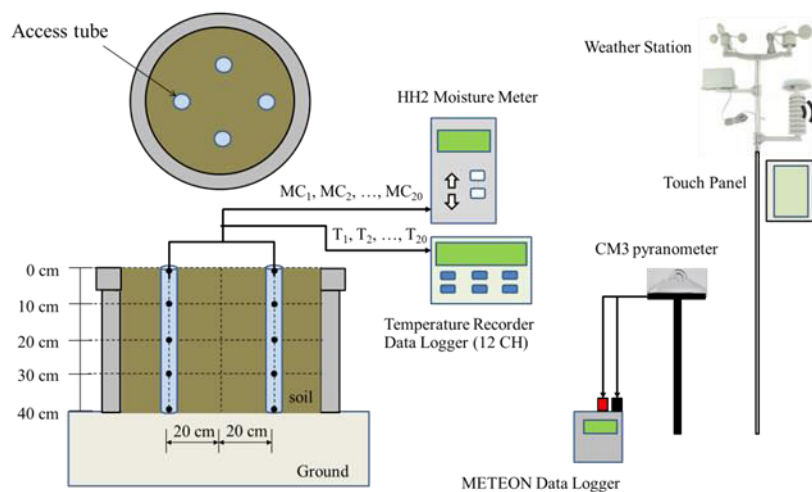 Access tube
Weather Station
HH2 Moisture Meter
MC1, MC2, …, MC20
Touch Panel
T1, T2, …, T20
CM3 pyranometer
0 cm
10 cm
20 cm
30 cm
40 cm
Temperature Recorder
Data Logger (12 CH)
soil
20 cm
20 cm
Ground
METEON Data Logger